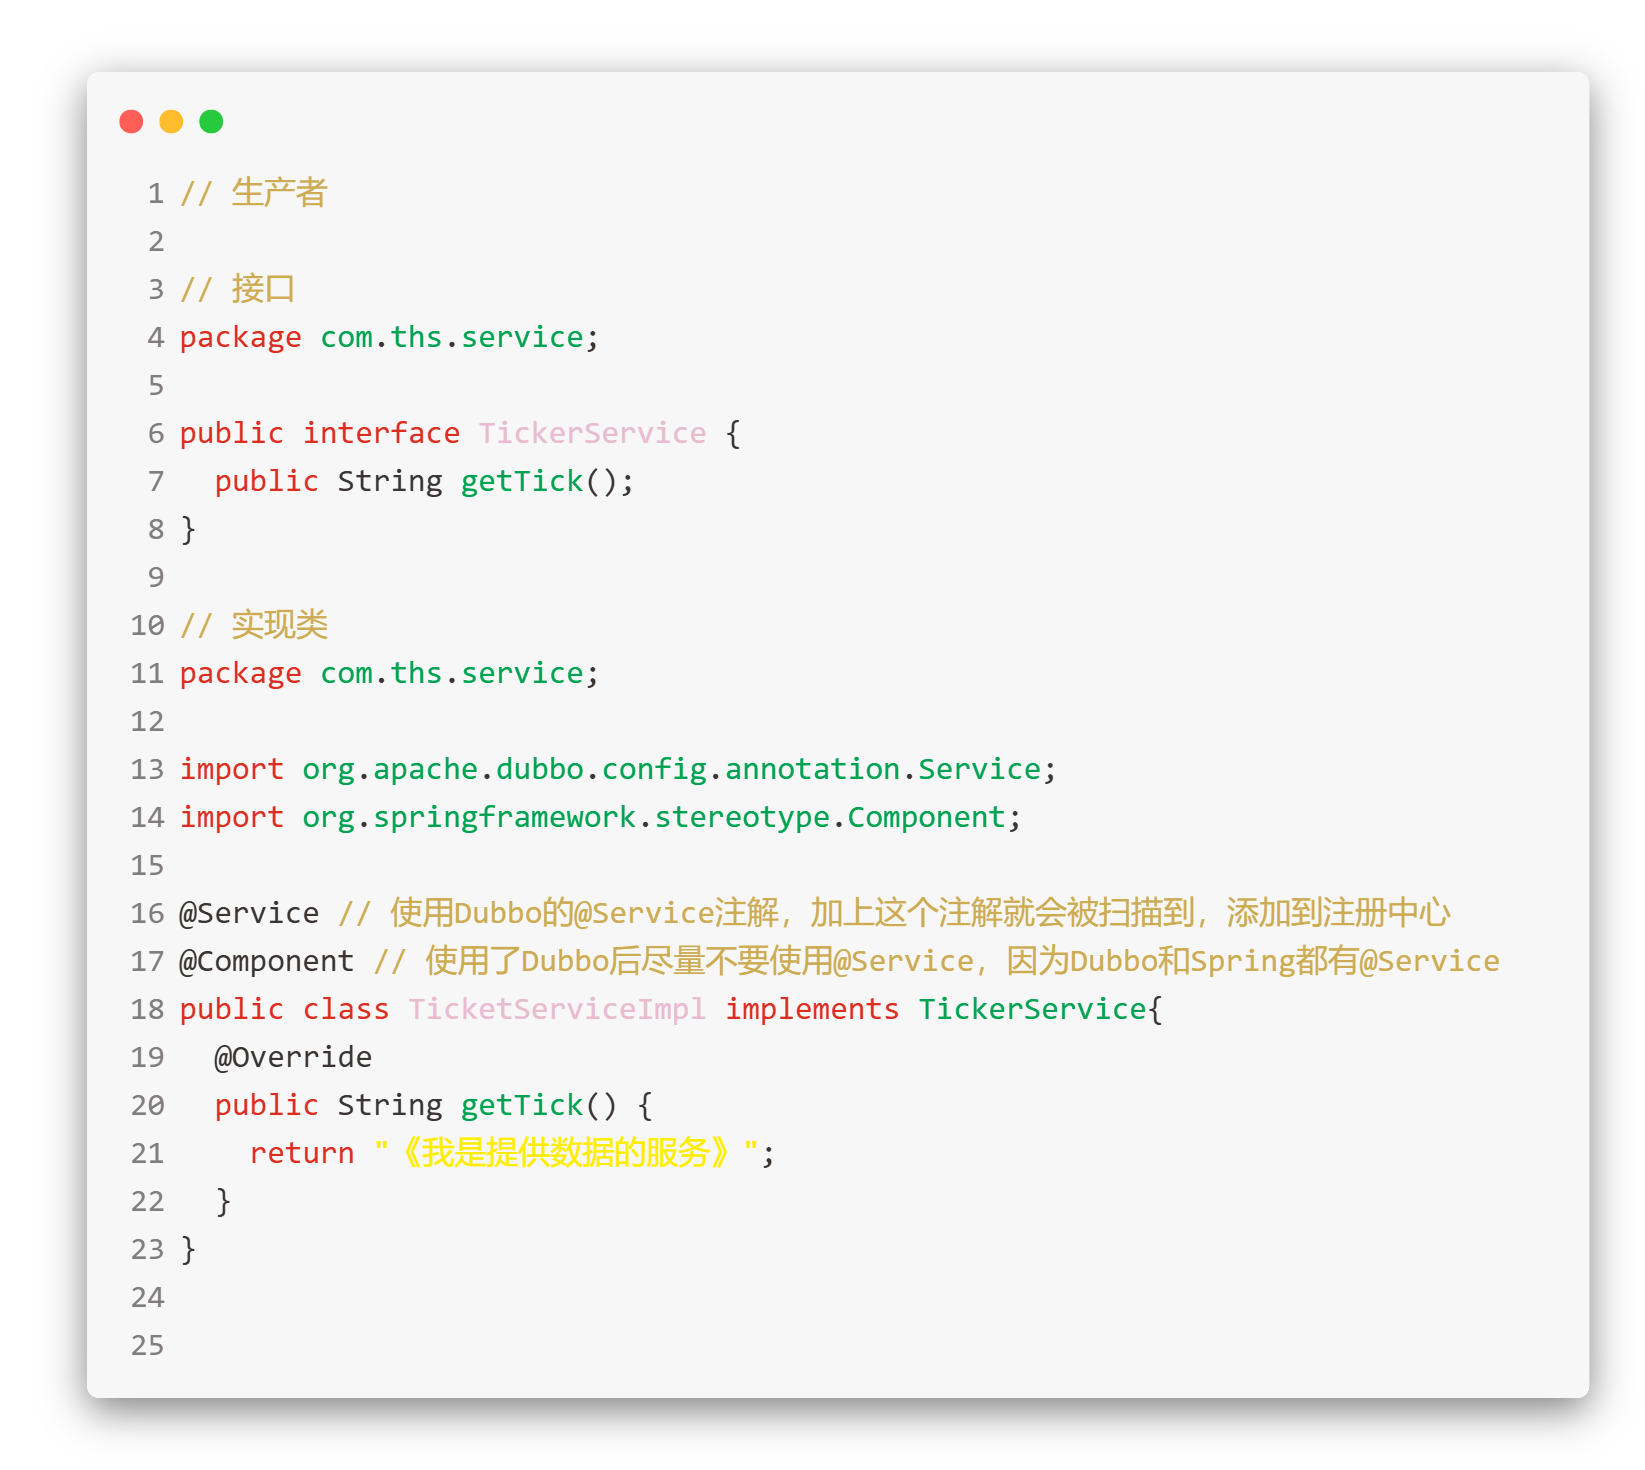 1 // 生产者
2
3 // 接口
4 package com.ths.service;
5
6 public interface TickerService {
7   public String getTick();
8 }
9
10 // 实现类
11 package com.ths.service;
12
13 import org.apache.dubbo.config.annotation.Service;
14 import org.springframework.stereotype.Component;
15
16 @Service // 使用Dubbo的@Service注解，加上这个注解就会被扫描到，添加到注册中心
17 @Component // 使用了Dubbo后尽量不要使用@Service，因为Dubbo和Spring都有@Service
18 public class TicketServiceImpl implements TickerService{
19   @Override
20   public String getTick() {
21     return "《我是提供数据的服务》";
22   }
23 }
24
25